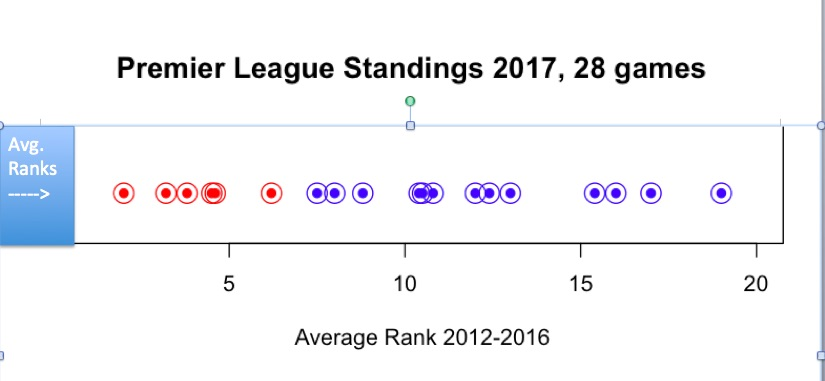 Premier League Standings 2017, 28 games
Avg.
Ranks
----->
5 10 15 20
Average Rank 2012-2016